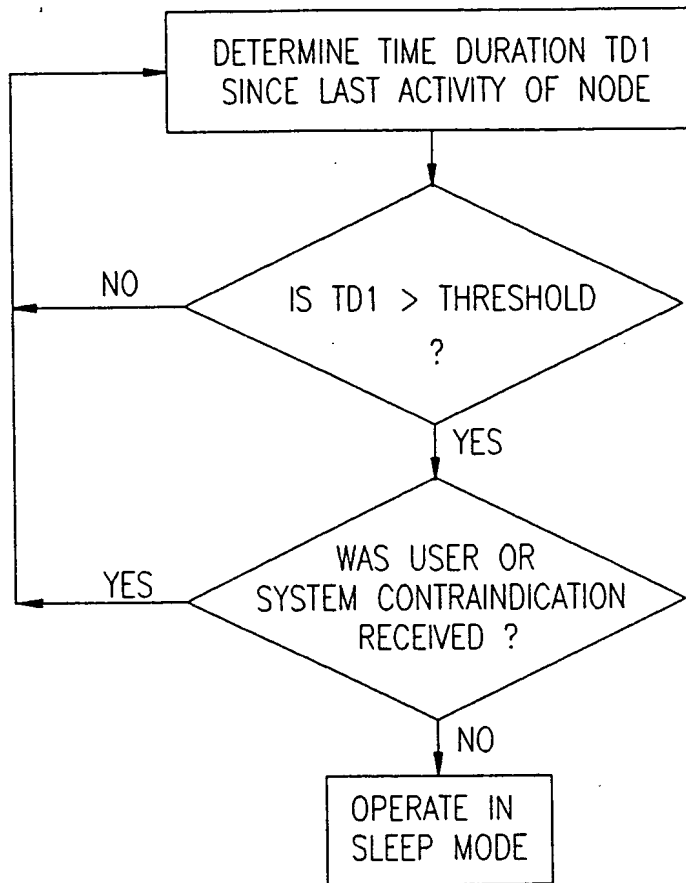 DETERMINE TIME DURATION TD1
SINCE LAST ACTIVITY OF NODE
NO
IS TD1 > THRESHOLD
?
YES
WAS USER OR
YES
SYSTEM CONTRAINDICATION
RECEIVED ?
NO
OPERATE IN
SLEEP MODE